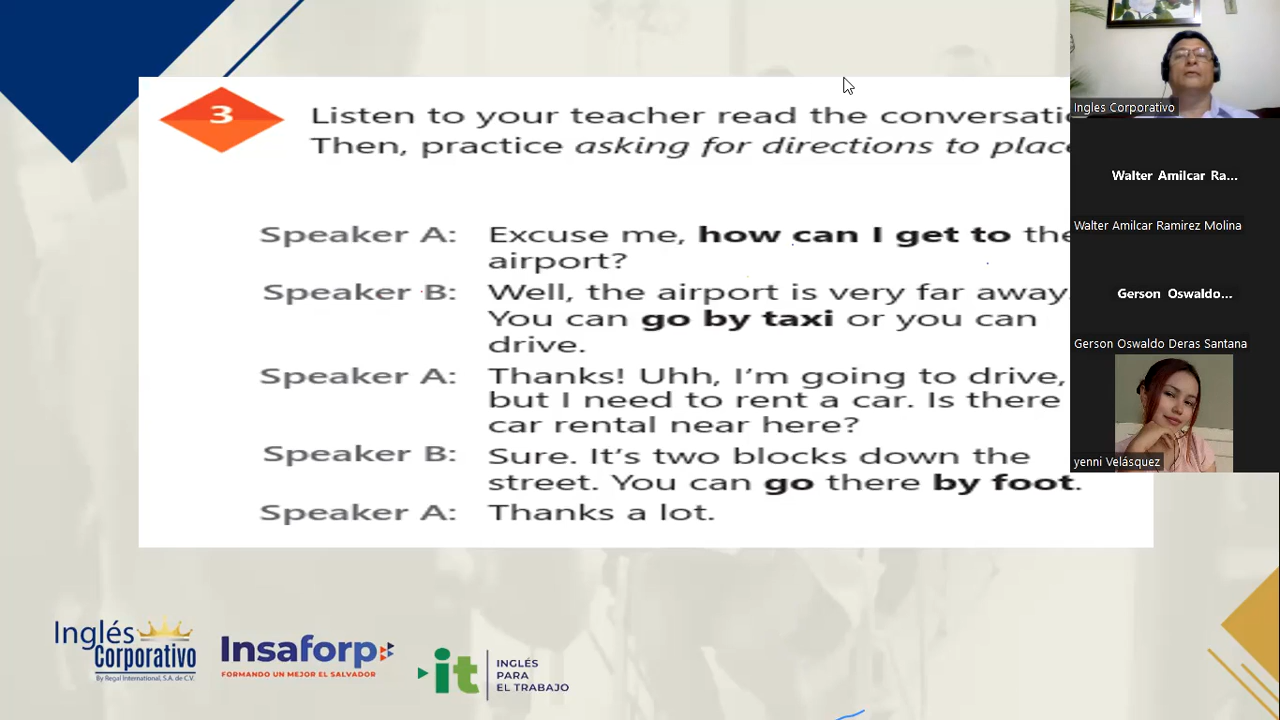 3
Listen to your teacher read the conversatio
Then, practice asking for directions to place
Speaker A: Excuse me, how can I get to the
airport?
Speaker B: Well, the airport is very far away.
You can go by taxi or you can
drive.
Speaker A: Thanks! Uhh, I'm going to drive,
but I need to rent a car. Is there
car rental near here?
Speaker B: Sure. It's two blocks down the
street. You can go there by foot.
Speaker A: Thanks a lot.
Ingles Corporativo
Walter Amilcar Ra...
Walter Amilcar Ramirez Molina
Gerson Oswaldo...
Gerson Oswaldo Deras Santana
yenni Velásquez
Inglés
Corporativo
By Regal International, S.A. de C.V.
Insaforp
FORMANDO UN MEJOR EL SALVADOR
it
INGLÉS
PARA
EL TRABAJO